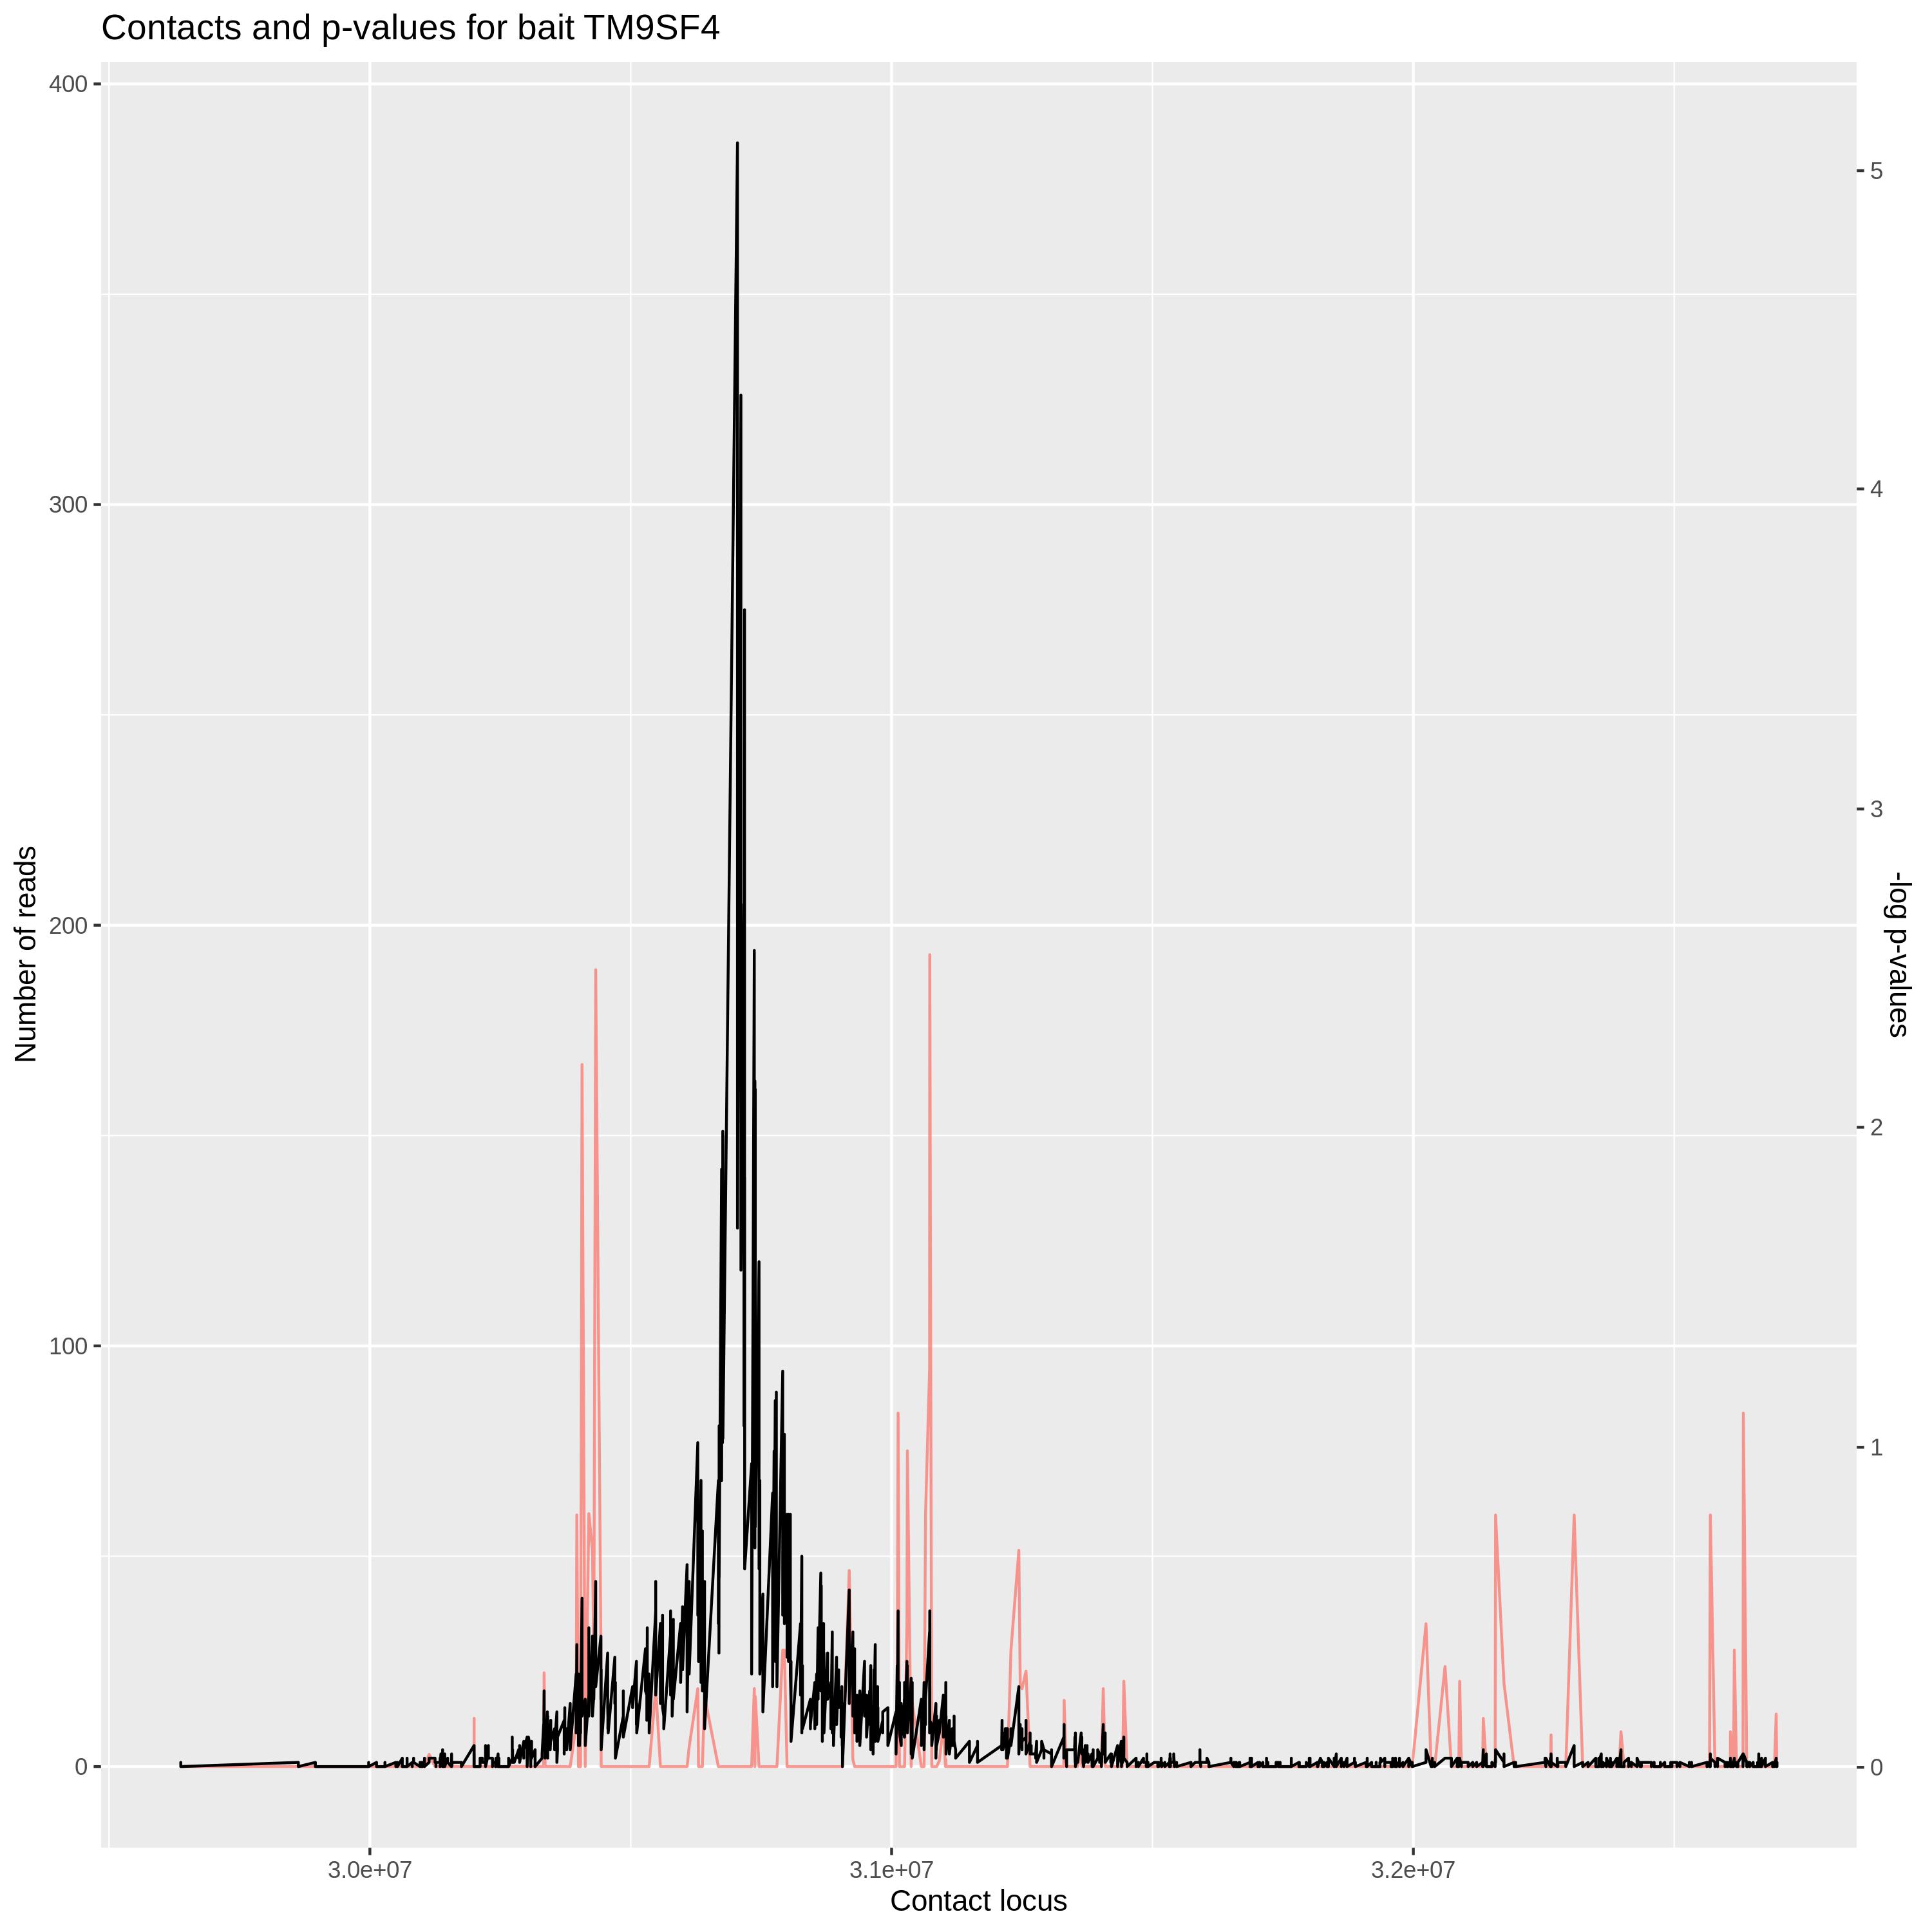 Contacts and p-values for bait TM9SF4
400
300
200
100
0
Number of reads
5
4
3
2
1
0
-log p-values
3.0e+07
3.1e+07
3.2e+07
Contact locus